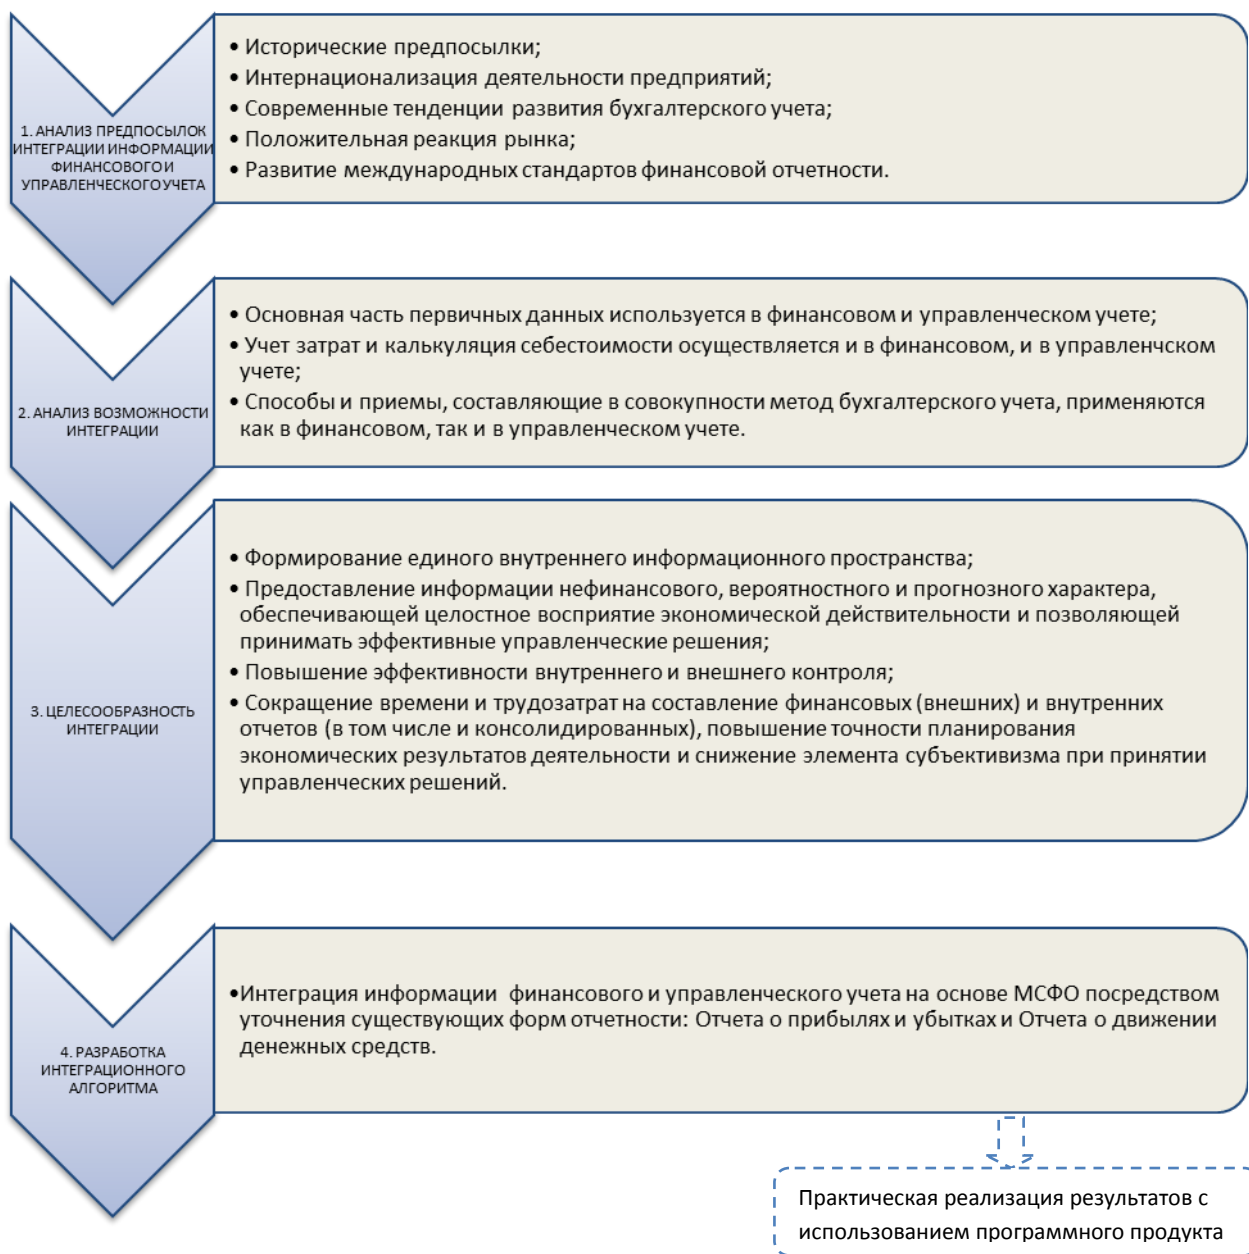 1. АНАЛИЗ ПРЕДПОСЫЛОК
ИНТЕГРАЦИИ ИНФОРМАЦИИ
ФИНАНСОВОГО И
УПРАВЛЕНЧЕСКОГО УЧЕТА
• Исторические предпосылки;
• Интернационализация деятельности предприятий;
• Современные тенденции развития бухгалтерского учета;
• Положительная реакция рынка;
• Развитие международных стандартов финансовой отчетности.
2. АНАЛИЗ ВОЗМОЖНОСТИ
ИНТЕГРАЦИИ
• Основная часть первичных данных используется в финансовом и управленческом учете;
• Учет затрат и калькуляция себестоимости осуществляется и в финансовом, и в управленчском
учете;
• Способы и приемы, составляющие в совокупности метод бухгалтерского учета, применяются
как в финансовом, так и в управленческом учете.
3. ЦЕЛЕСООБРАЗНОСТЬ
ИНТЕГРАЦИИ
• Формирование единого внутреннего информационного пространства;
• Предоставление информации нефинансового, вероятностного и прогнозного характера,
обеспечивающей целостное восприятие экономической действительности и позволяющей
принимать эффективные управленческие решения;
• Повышение эффективности внутреннего и внешнего контроля;
• Сокращение времени и трудозатрат на составление финансовых (внешних) и внутренних
отчетов (в том числе и консолидированных), повышение точности планирования
экономических результатов деятельности и снижение элемента субъективизма при принятии
управленческих решений.
4. РАЗРАБОТКА
ИНТЕГРАЦИОННОГО
АЛГОРИТМА
•Интеграция информации финансового и управленческого учета на основе МСФО посредством
уточнения существующих форм отчетности: Отчета о прибылях и убытках и Отчета о движении
денежных средств.
Практическая реализация результатов с
использованием программного продукта